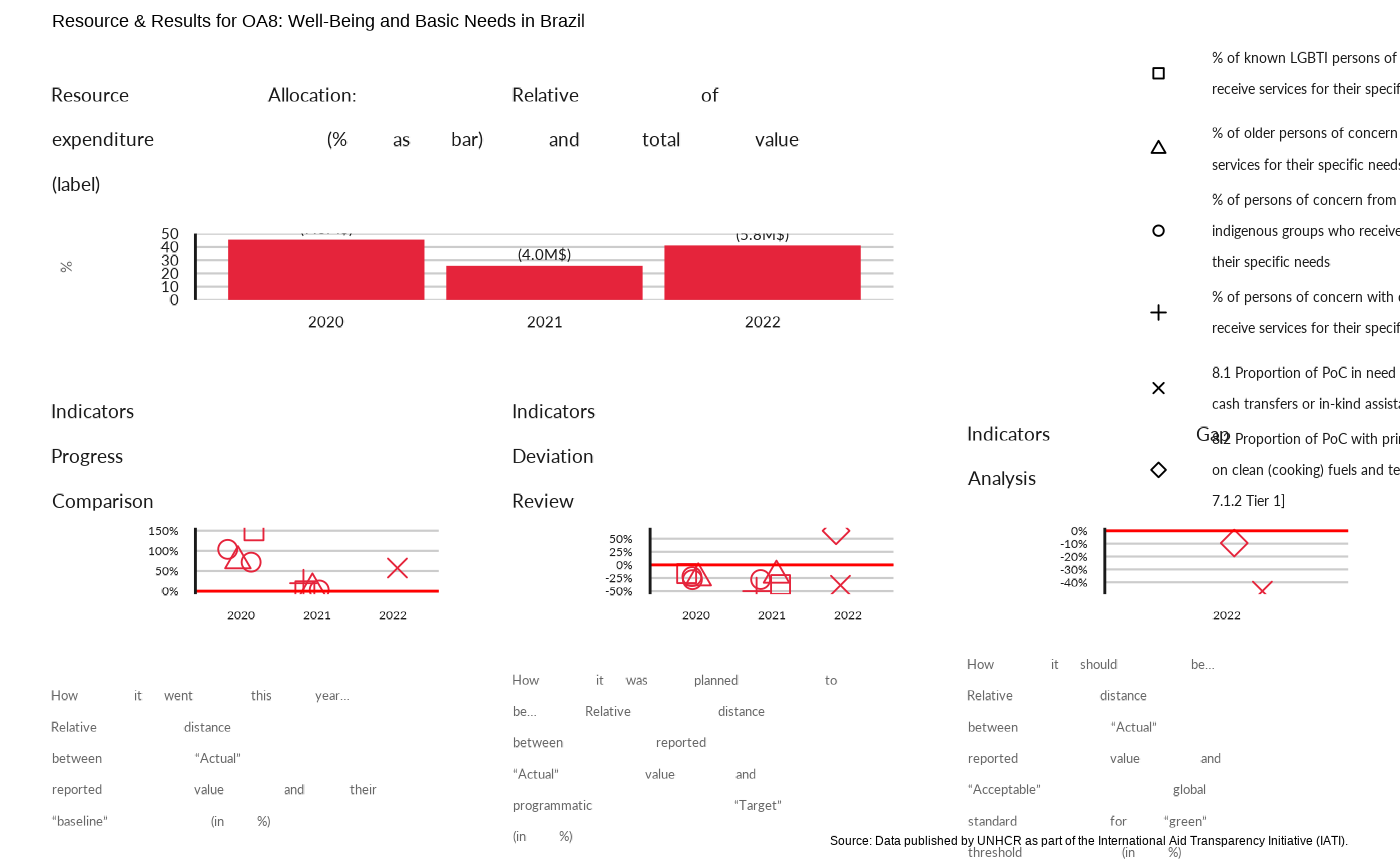 Resource & Results for OA8: Well-Being and Basic Needs in Brazil
Resource Allocation: Relative of
expenditure (% as bar) and total value
(label)
%
50
40
30
20
10
0
(4.0M$)
(5.8M$)
2020 2021 2022
% of known LGBTI persons of
receive services for their specif
% of older persons of concern
services for their specific needs
% of persons of concern from
indigenous groups who receive
their specific needs
% of persons of concern with
receive services for their specif
8.1 Proportion of PoC in need
cash transfers or in-kind assista
8.2 Proportion of PoC with prim
on clean (cooking) fuels and te
7.1.2 Tier 1]
Indicators
Progress
Comparison
150%
100%
50%
0%
2020 2021 2022
How it went this year…
Relative distance
between “Actual”
reported value and their
“baseline” (in %)
Indicators
Deviation
Review
50%
25%
0%
-25%
-50%
2020 2021 2022
How it was planned to
be… Relative distance
between reported
“Actual” value and
programmatic “Target”
(in %)
Indicators Gap
Analysis
0%
-10%
-20%
-30%
-40%
2022
How it should be…
Relative distance
between “Actual”
reported value and
“Acceptable” global
standard for “green”
threshold (in %)
Source: Data published by UNHCR as part of the International Aid Transparency Initiative (IATI).